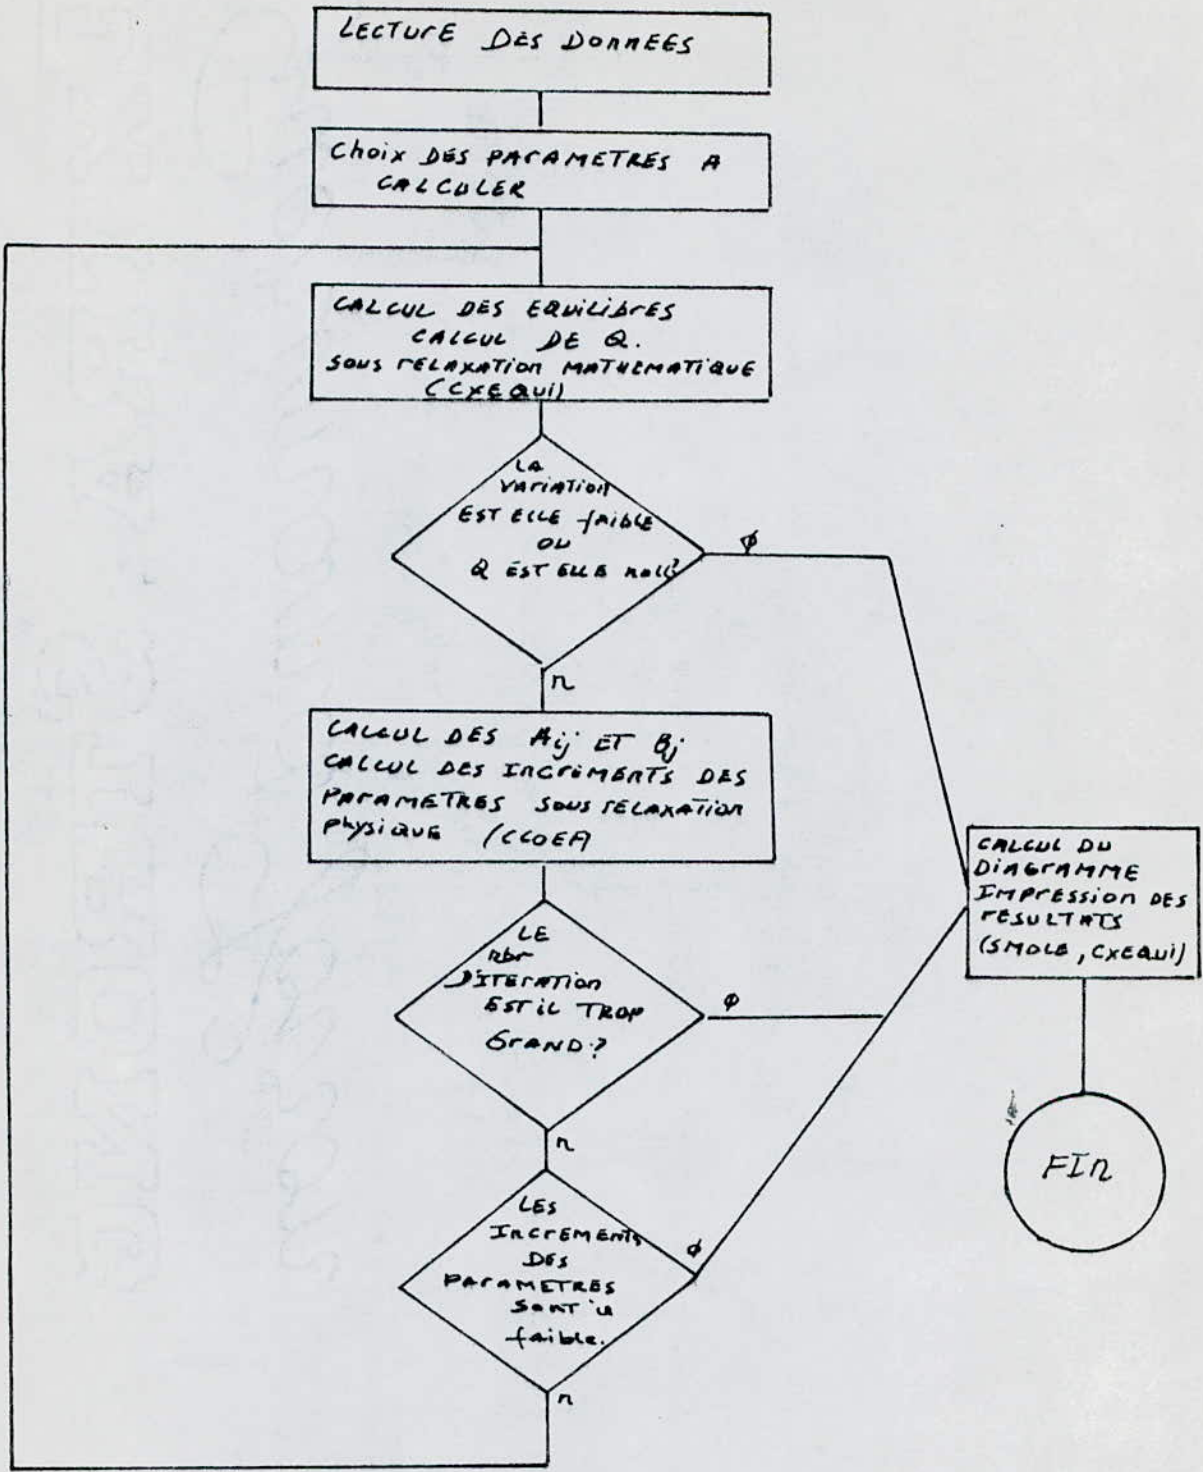 LECTURE DES DONNEES
Choix DES PARAMETRES A
CALCULER
CALCUL DES EQUILIBRES
CALCUL DE Q.
SOUS RELAXATION MATHEMATIQUE
(CXEQUI)
LA
VARIATION
EST ELLE faible
OU
Q EST ELLE null?
φ
n
CALCUL DES Aij ET Bj
CALCUL DES INCREMENTS DES
PARAMETRES SOUS RELAXATION
physique (CCOEF)
LE
nbr
D'ITERATION
EST iL TROP
GRAND?
φ
n
LES
INCREMENTS
DES
PARAMETRES
SONT
faible.
φ
n
CALCUL DU
DIAGRAMME
IMPRESSION DES
RESULTATS
(SMOLE, CXEQUI)
FIN